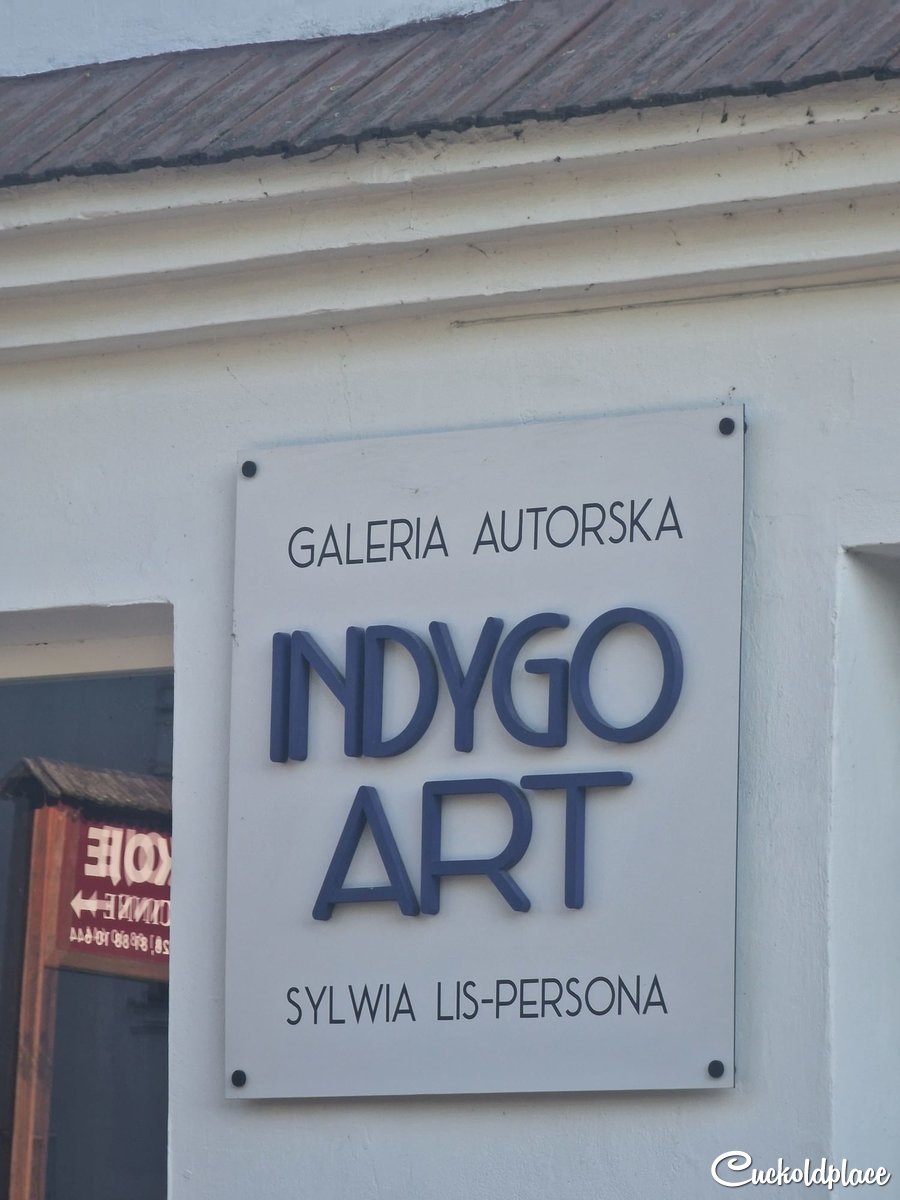 GALERIA AUTORSKA
INDYGO
ART
SYLWIA LIS-PERSONA
Cuckoldplace